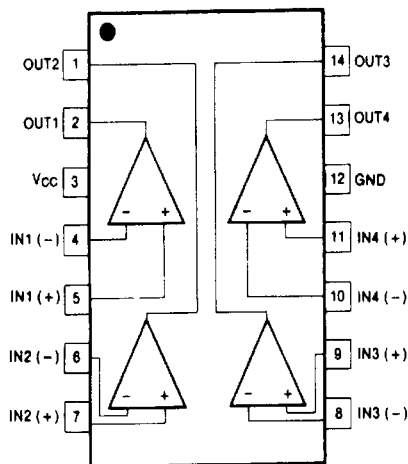 OUT2 1
OUT1 2
VCC 3
IN1 (-) 4
IN1 (+) 5
IN2 (-) 6
IN2 (+) 7
14 OUT3
13 OUT4
12 GND
11 IN4 (+)
10 IN4 (-)
9 IN3 (+)
8 IN3 (-)
- +
- +
- +
- +